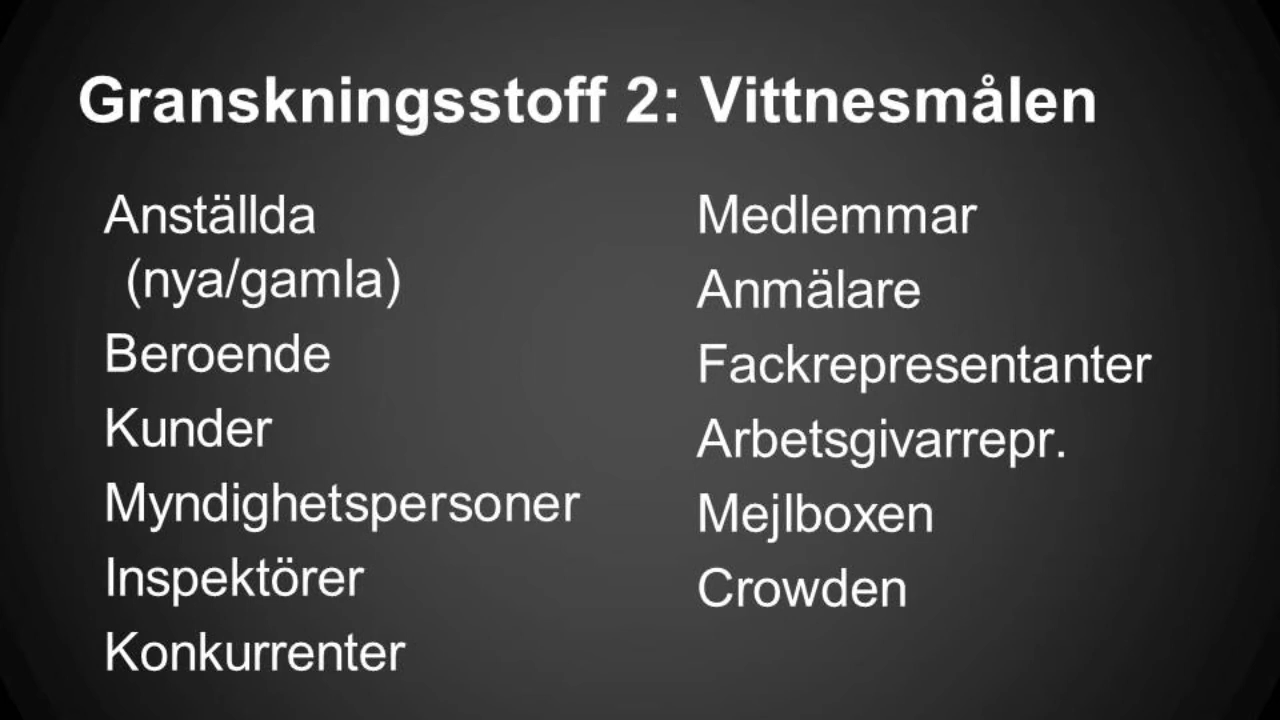 Granskningsstoff 2: Vittnesmålen
Anställda
(nya/gamla)
Beroende
Kunder
Myndighetspersoner
Inspektörer
Konkurrenter
Medlemmar
Anmälare
Fackrepresentanter
Arbetsgivarrepr.
Mejlboxen
Crowden